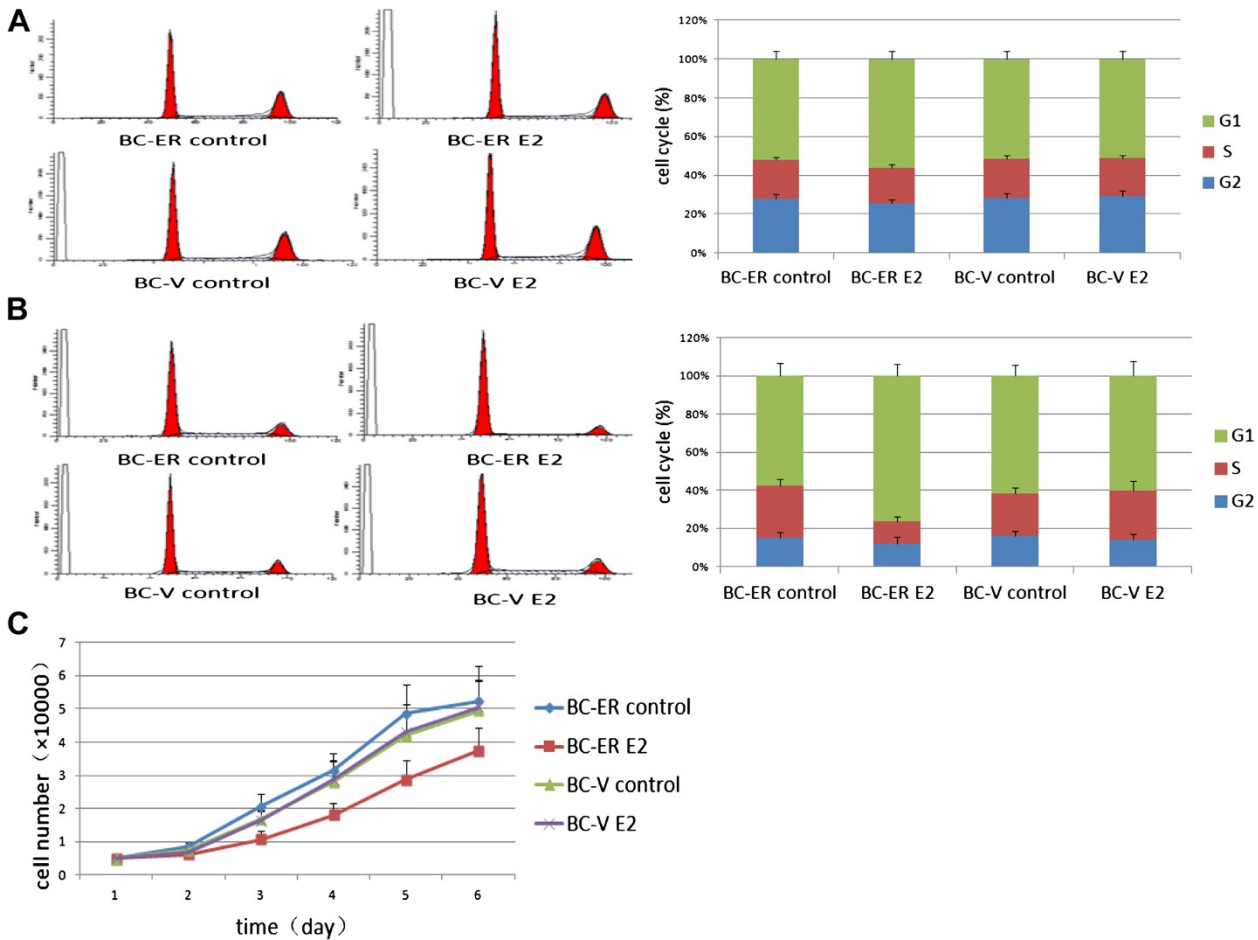 A
BC-ER control
BC-ER E2
BC-V control
BC-V E2
120%
100%
80%
60%
40%
20%
0%
cell cycle (%)
BC-ER control
BC-ER E2
BC-V control
BC-V E2
G1
S
G2
B
BC-ER control
BC-ER E2
BC-V control
BC-V E2
120%
100%
80%
60%
40%
20%
0%
cell cycle (%)
BC-ER control
BC-ER E2
BC-V control
BC-V E2
G1
S
G2
C
7
6
5
4
3
2
1
0
cell number（×10000）
1 2 3 4 5 6
time（day）
BC-ER control
BC-ER E2
BC-V control
BC-V E2